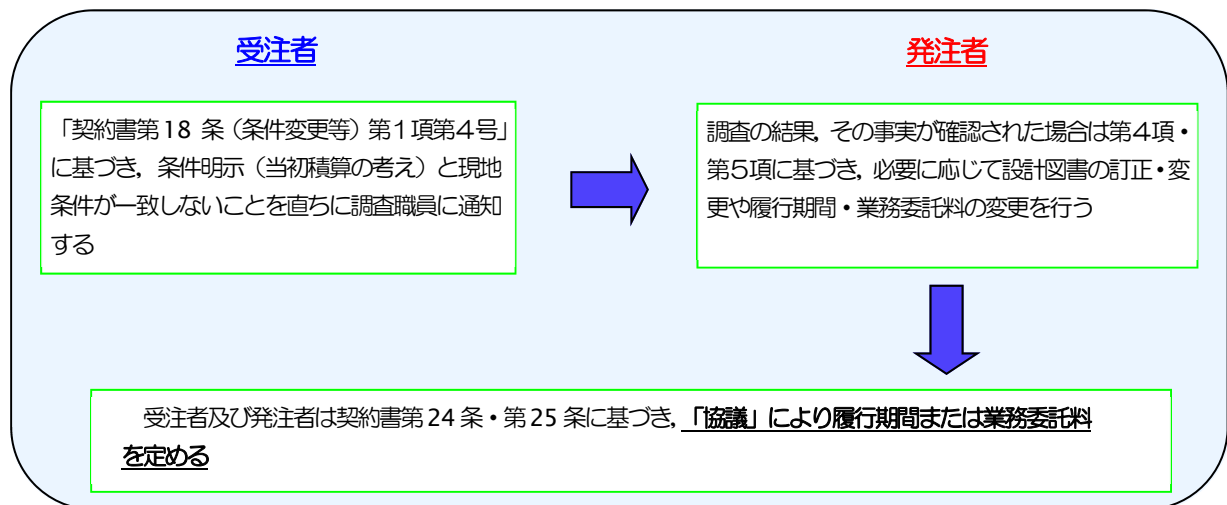 受注者
発注者
「契約書第18 条（条件変更等）第１項第４号」
に基づき，条件明示（当初積算の考え）と現地
条件が一致しないことを直ちに調査職員に通知
する
調査の結果，その事実が確認された場合は第４項・
第５項に基づき，必要に応じて設計図書の訂正・変
更や履行期間・業務委託料の変更を行う
受注者及び発注者は契約書第24 条・第25 条に基づき，「協議」により履行期間または業務委託料
を定める